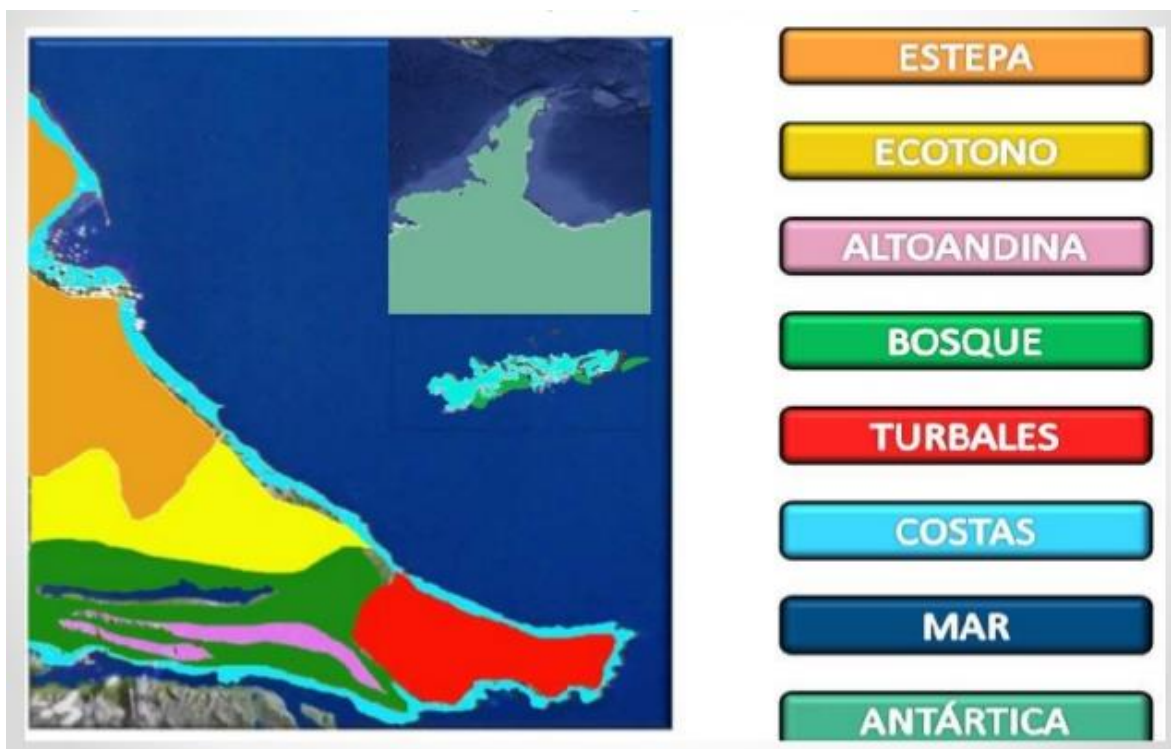 ESTEPA
ECOTONO
ALTOANDINA
BOSQUE
TURBALES
COSTAS
MAR
ANTÁRTICA